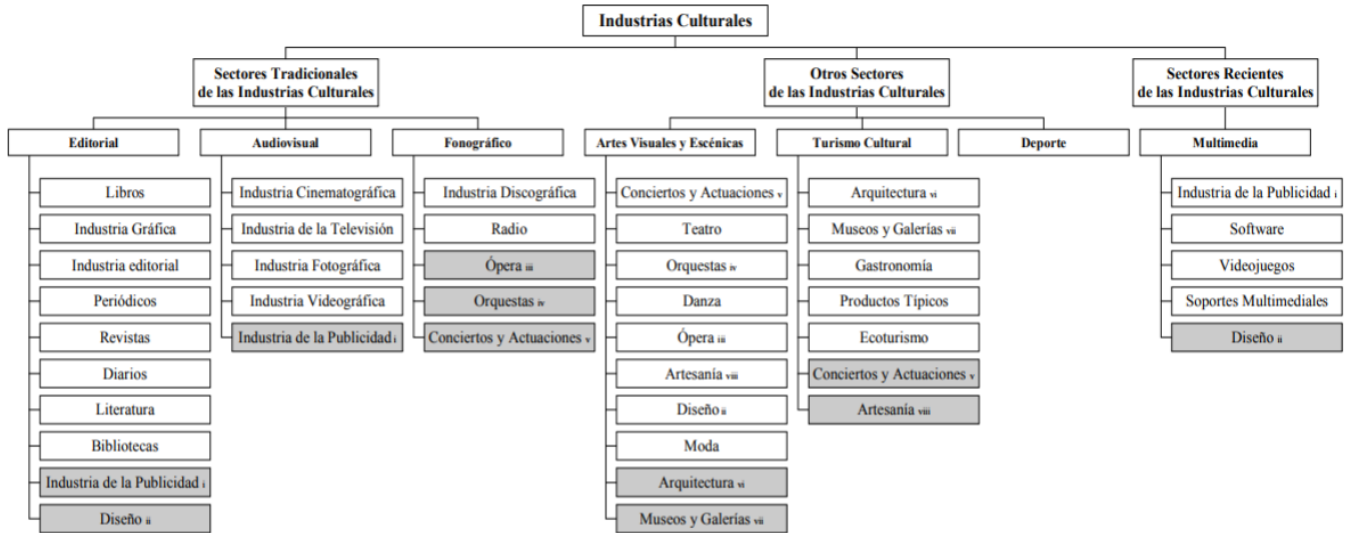 Industrias Culturales
Sectores Tradicionales
de las Industrias Culturales
Otros Sectores
de las Industrias Culturales
Sectores Recientes
de las Industrias Culturales
Editorial
Audiovisual
Fonográfico
Artes Visuales y Escénicas
Turismo Cultural
Deporte
Multimedia
Libros
Industria Gráfica
Industria editorial
Periódicos
Revistas
Diarios
Literatura
Bibliotecas
Industria de la Publicidad i
Diseño ii
Industria Cinematográfica
Industria de la Televisión
Industria Fotográfica
Industria Videográfica
Industria de la Publicidad i
Industria Discográfica
Radio
Ópera iii
Orquestas iv
Conciertos y Actuaciones v
Conciertos y Actuaciones v
Teatro
Orquestas iv
Danza
Ópera iii
Artesanía viii
Diseño ii
Moda
Arquitectura vi
Museos y Galerías vii
Arquitectura vi
Museos y Galerías vii
Gastronomía
Productos Típicos
Ecoturismo
Conciertos y Actuaciones v
Artesanía viii
Industria de la Publicidad i
Software
Videojuegos
Soportes Multimediales
Diseño ii